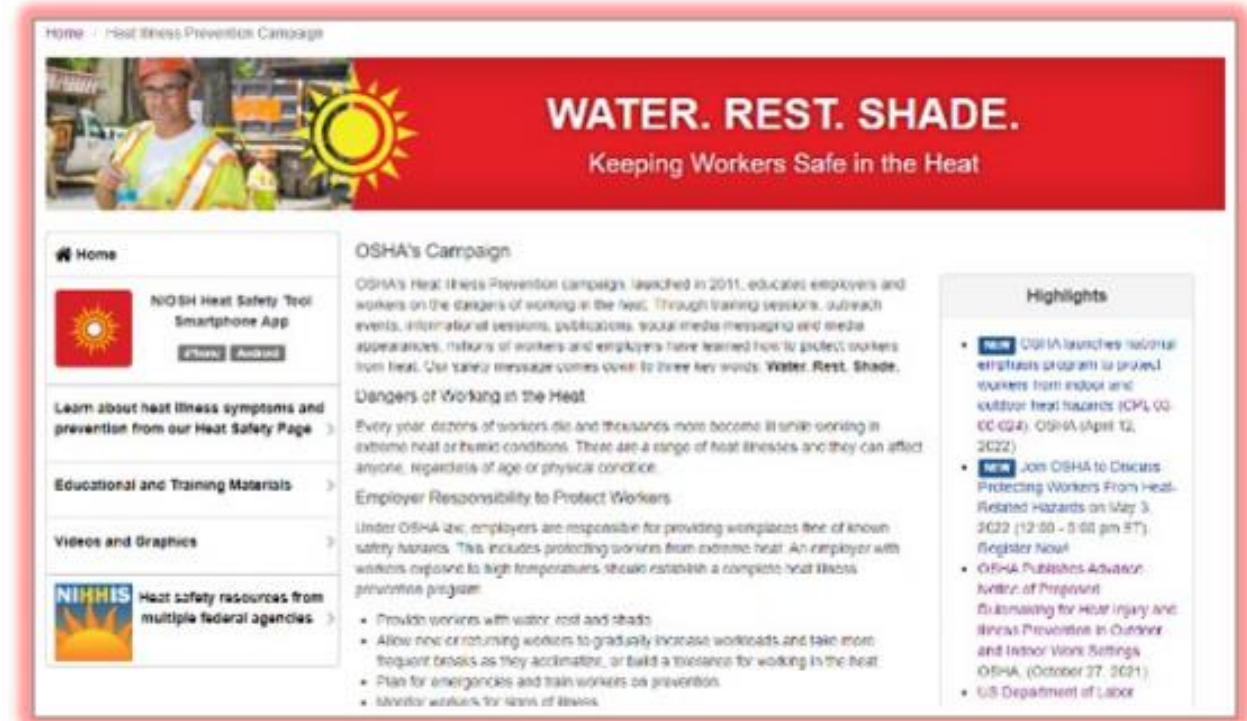 Home / Heat Illness Prevention Campaign
WATER. REST. SHADE.
Keeping Workers Safe in the Heat
Home
NIOSH Heat Safety Tool
Smartphone App
iPhone Android
Learn about heat illness symptoms and
prevention from our Heat Safety Page
Educational and Training Materials
Videos and Graphics
NIHHIS
Heat safety resources from
multiple federal agencies
OSHA's Campaign
OSHA's Heat Illness Prevention campaign, launched in 2011, educates employers and
workers on the dangers of working in the heat. Through training sessions, outreach
events, informational sessions, publications, social media messaging and media
appearances, millions of workers and employers have learned how to protect workers
from heat. Our safety message comes down to three key words: Water. Rest. Shade.
Dangers of Working in the Heat
Every year, dozens of workers die and thousands more become ill while working in
extreme heat or humid conditions. There are a range of heat illnesses and they can affect
anyone, regardless of age or physical condition.
Employer Responsibility to Protect Workers
Under OSHA law, employers are responsible for providing workplaces free of known
safety hazards. This includes protecting workers from extreme heat. An employer with
workers exposed to high temperatures should establish a complete heat illness
prevention program.
• Provide workers with water, rest and shade.
• Allow new or returning workers to gradually increase workloads and take more
frequent breaks as they acclimatize, or build a tolerance for working in the heat.
• Plan for emergencies and train workers on prevention.
• Monitor workers for signs of illness.
Highlights
• NEW OSHA launches national
emphasis program to protect
workers from indoor and
outdoor heat hazards (CPL 03-
00-024). OSHA (April 12,
2022)
• NEW Join OSHA to Discuss
Protecting Workers From Heat-
Related Hazards on May 3,
2022 (12:00 - pm ET).
Register Now!
• OSHA Publishes Advance
Notice of Proposed
Rulemaking for Heat Injury and
Illness Prevention in Outdoor
and Indoor Work Settings.
OSHA, (October 27, 2021)
• US Department of Labor